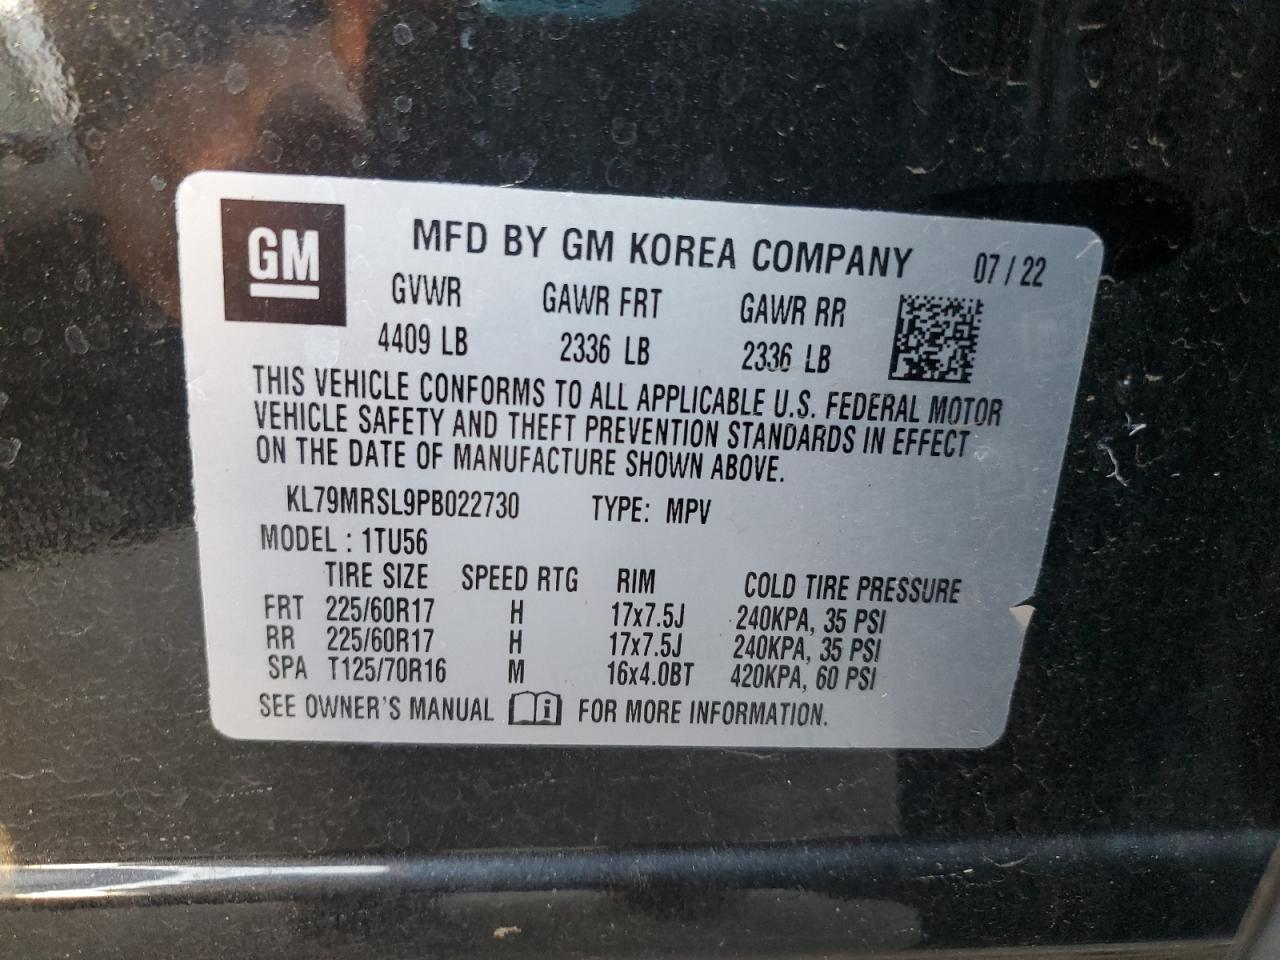 GM
MFD BY GM KOREA COMPANY 07 / 22
GVWR GAWR FRT GAWR RR
4409 LB 2336 LB 2336 LB
THIS VEHICLE CONFORMS TO ALL APPLICABLE U.S. FEDERAL MOTOR
VEHICLE SAFETY AND THEFT PREVENTION STANDARDS IN EFFECT
ON THE DATE OF MANUFACTURE SHOWN ABOVE.
KL79MRSL9PB022730 TYPE: MPV
MODEL : 1TU56
TIRE SIZE SPEED RTG RIM COLD TIRE PRESSURE
FRT 225/60R17 H 17x7.5J 240KPA, 35 PSI
RR 225/60R17 H 17x7.5J 240KPA, 35 PSI
SPA T125/70R16 M 16x4.0BT 420KPA, 60 PSI
SEE OWNER'S MANUAL i FOR MORE INFORMATION.